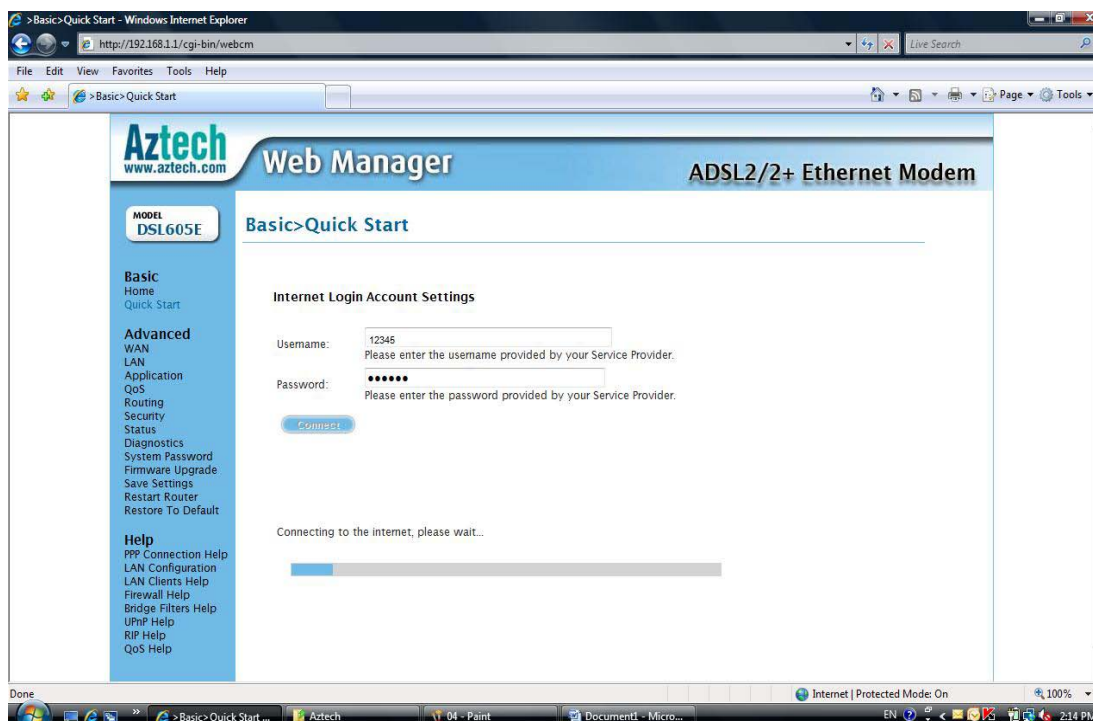 >Basic>Quick Start - Windows Internet Explorer
http://192.168.1.1/cgi-bin/webcm
Live Search
File Edit View Favorites Tools Help
>Basic>Quick Start
Page
Tools
Aztech
www.aztech.com
Web Manager
ADSL2/2+ Ethernet Modem
MODEL
DSL605E
Basic>Quick Start
Basic
Home
Quick Start
Advanced
WAN
LAN
Application
QoS
Routing
Security
Status
Diagnostics
System Password
Firmware Upgrade
Save Settings
Restart Router
Restore To Default
Help
PPP Connection Help
LAN Configuration
LAN Clients Help
Firewall Help
Bridge Filters Help
UPnP Help
RIP Help
QoS Help
Internet Login Account Settings
Username:
12345
Please enter the username provided by your Service Provider.
Password:
••••••
Please enter the password provided by your Service Provider.
Connect
Connecting to the internet, please wait...
Done
Internet | Protected Mode: On
100%
>Basic>Quick Start ...
Aztech
04 - Paint
Document1 - Micro...
EN
2:14 PM